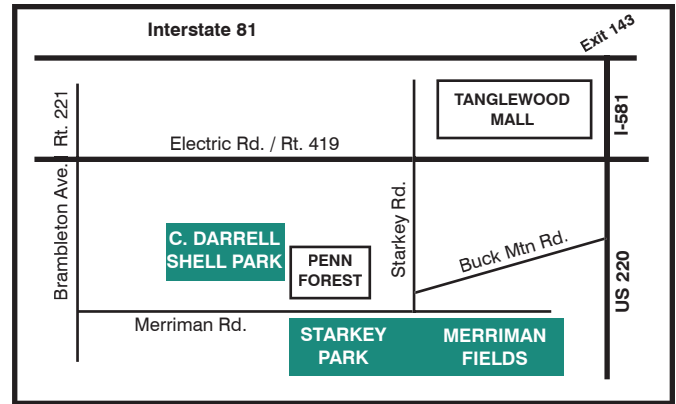 Interstate 81
Exit 143
TANGLEWOOD
MALL
I-581
Brambleton Ave. / Rt. 221
Electric Rd. / Rt. 419
Starkey Rd.
C. DARRELL
SHELL PARK
PENN
FOREST
Buck Mtn Rd.
US 220
Merriman Rd.
STARKEY
PARK
MERRIMAN
FIELDS